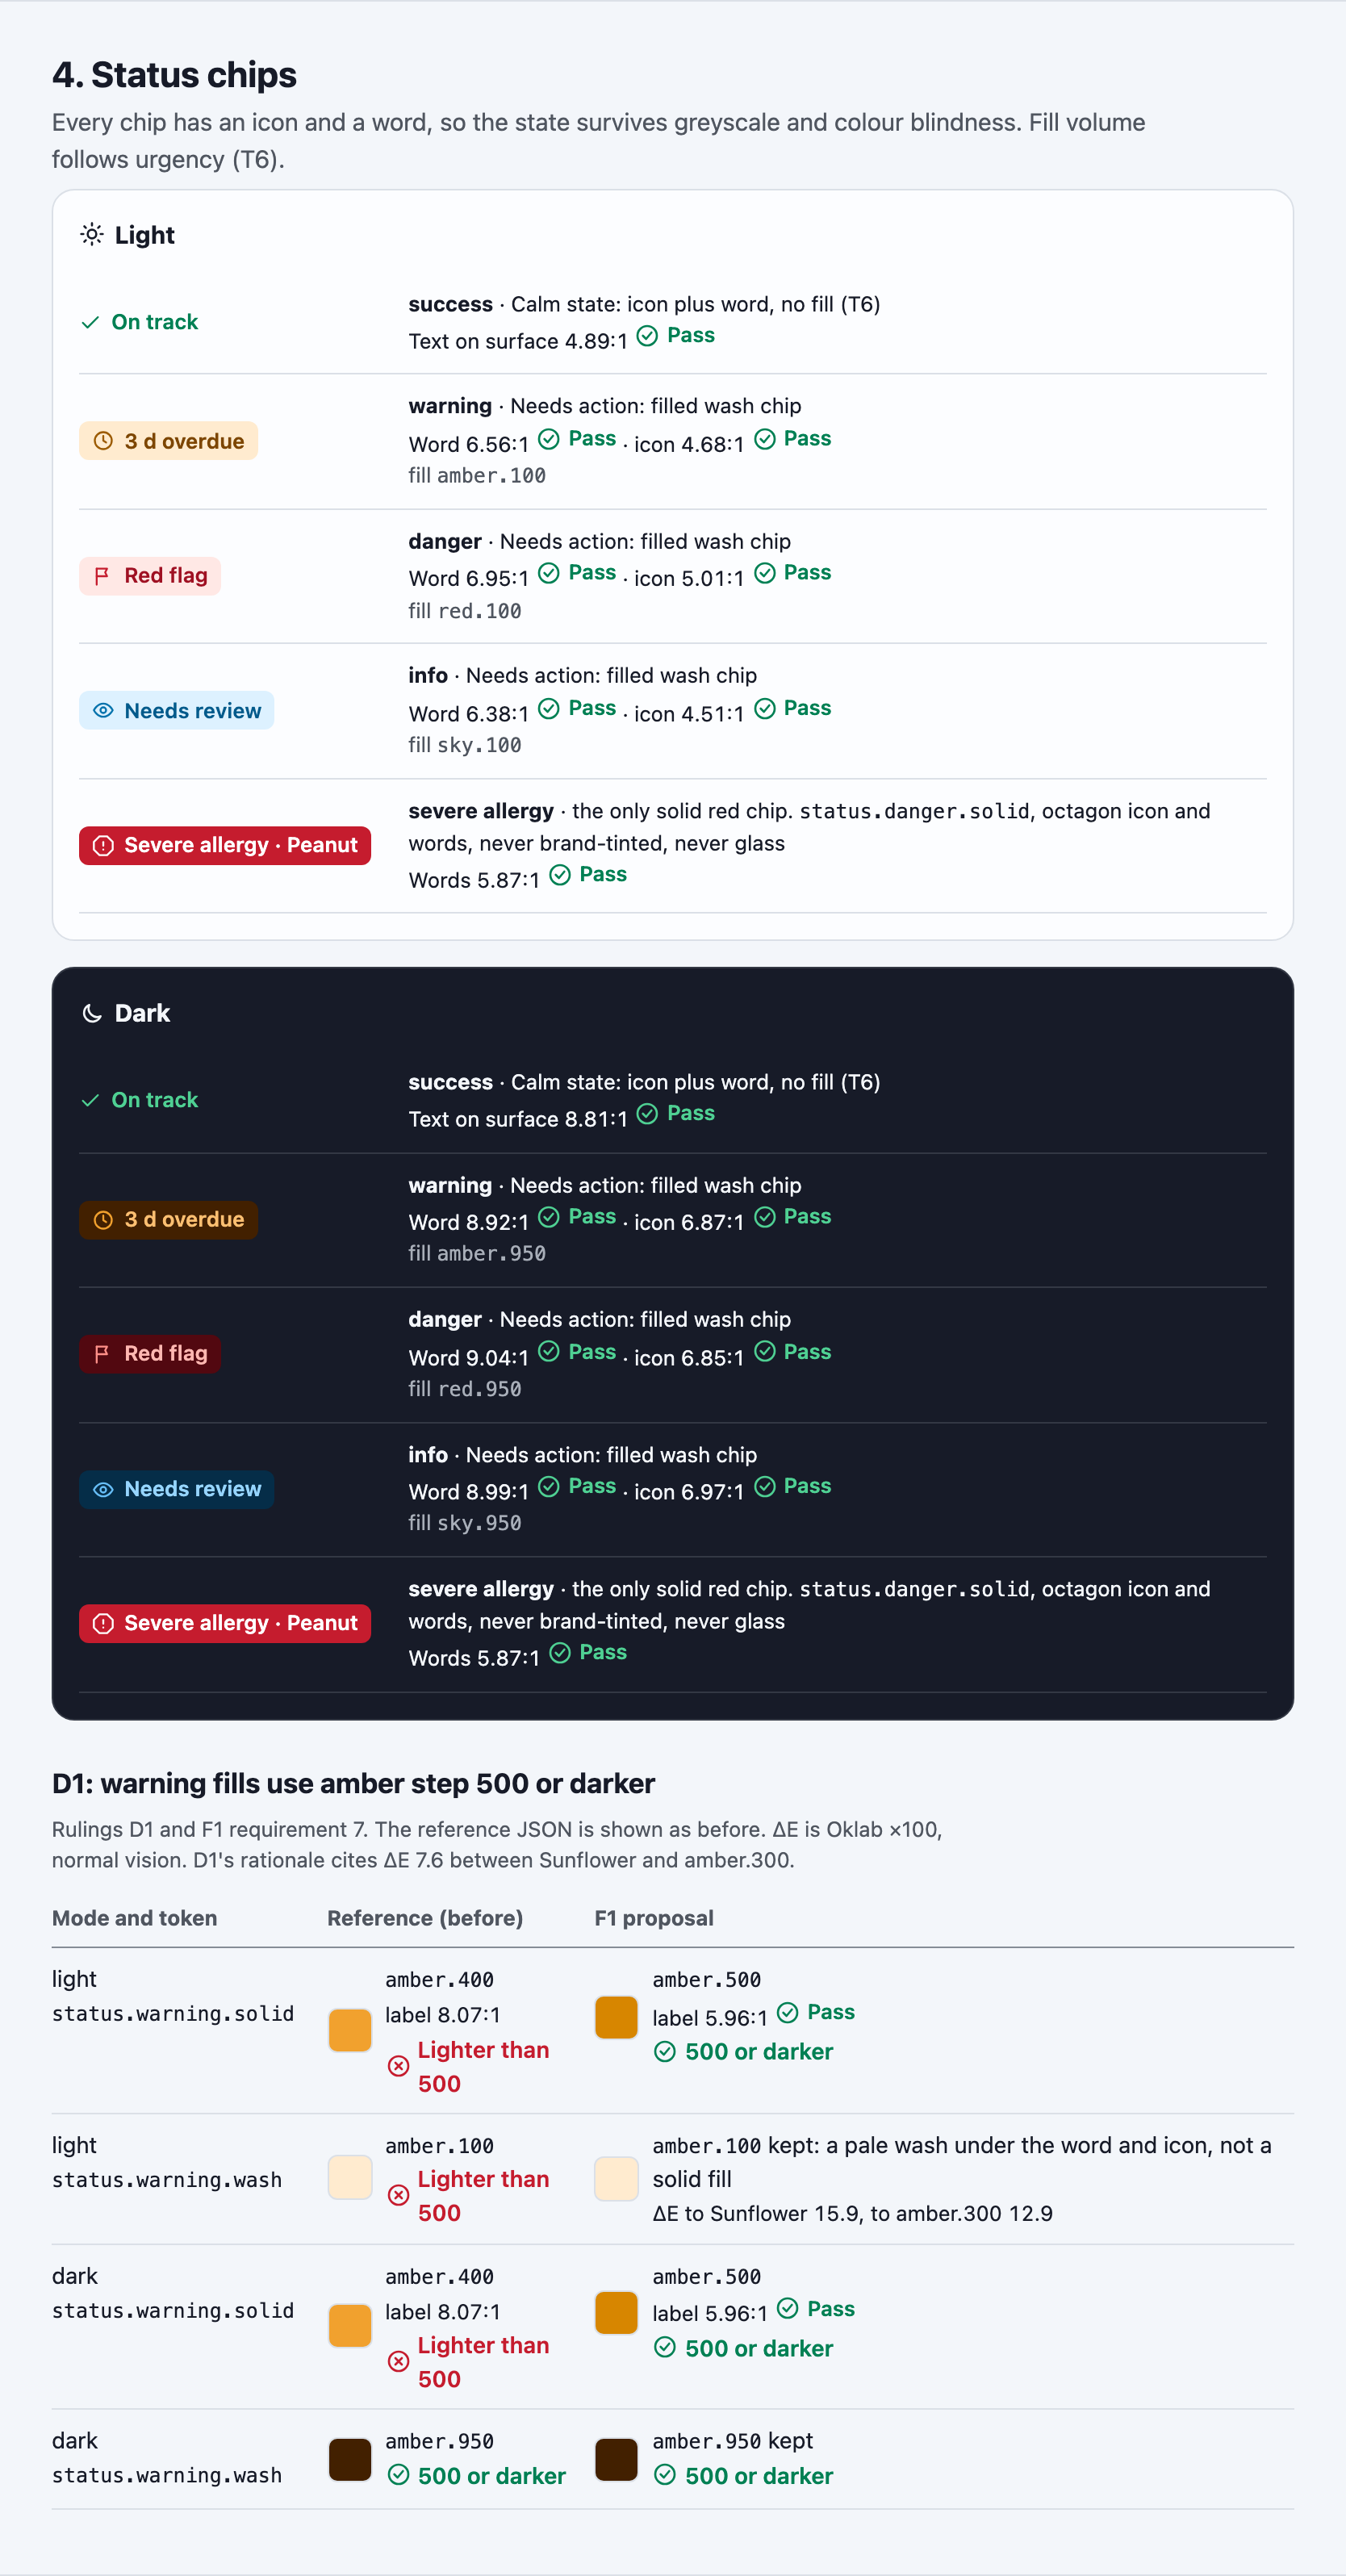 4. Status chips
Every chip has an icon and a word, so the state survives greyscale and colour blindness. Fill volume
follows urgency (T6).
Light
On track
success · Calm state: icon plus word, no fill (T6)
Text on surface 4.89:1 Pass
3 d overdue
warning · Needs action: filled wash chip
Word 6.56:1 Pass · icon 4.68:1 Pass
fill amber.100
Red flag
danger · Needs action: filled wash chip
Word 6.95:1 Pass · icon 5.01:1 Pass
fill red.100
Needs review
info · Needs action: filled wash chip
Word 6.38:1 Pass · icon 4.51:1 Pass
fill sky.100
Severe allergy · Peanut
severe allergy · the only solid red chip. status.danger.solid, octagon icon and
words, never brand-tinted, never glass
Words 5.87:1 Pass
Dark
On track
success · Calm state: icon plus word, no fill (T6)
Text on surface 8.81:1 Pass
3 d overdue
warning · Needs action: filled wash chip
Word 8.92:1 Pass · icon 6.87:1 Pass
fill amber.950
Red flag
danger · Needs action: filled wash chip
Word 9.04:1 Pass · icon 6.85:1 Pass
fill red.950
Needs review
info · Needs action: filled wash chip
Word 8.99:1 Pass · icon 6.97:1 Pass
fill sky.950
Severe allergy · Peanut
severe allergy · the only solid red chip. status.danger.solid, octagon icon and
words, never brand-tinted, never glass
Words 5.87:1 Pass
D1: warning fills use amber step 500 or darker
Rulings D1 and F1 requirement 7. The reference JSON is shown as before. ΔE is Oklab ×100,
normal vision. D1's rationale cites ΔE 7.6 between Sunflower and amber.300.
Mode and token
Reference (before)
F1 proposal
light
status.warning.solid
amber.400
label 8.07:1
Lighter than
500
amber.500
label 5.96:1 Pass
500 or darker
light
status.warning.wash
amber.100
Lighter than
500
amber.100 kept: a pale wash under the word and icon, not a
solid fill
ΔE to Sunflower 15.9, to amber.300 12.9
dark
status.warning.solid
amber.400
label 8.07:1
Lighter than
500
amber.500
label 5.96:1 Pass
500 or darker
dark
status.warning.wash
amber.950
500 or darker
amber.950 kept
500 or darker